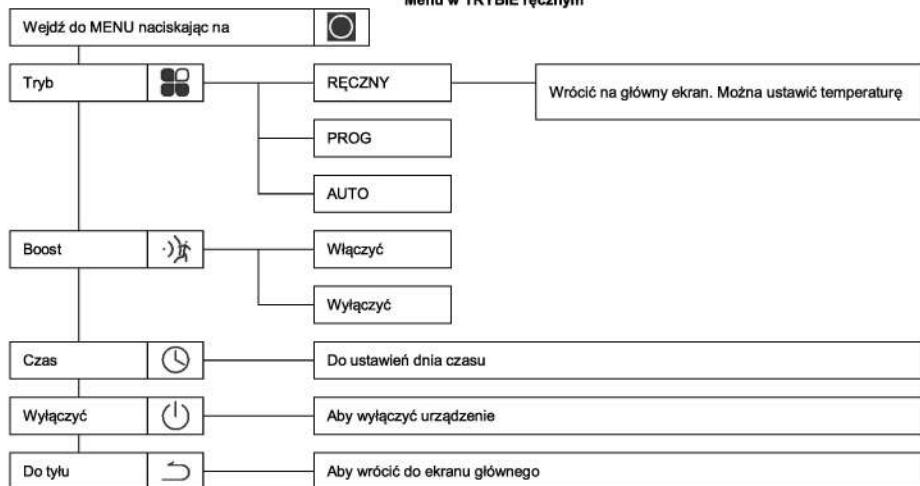 Menu w TRYBIE ręcznym
Wejdź do MENU naciskając na
Tryb
RĘCZNY
Wrócić na główny ekran. Można ustawić temperaturę
PROG
AUTO
Boost
Włączyć
Wyłączyć
Czas
Do ustawień dnia czasu
Wyłączyć
Aby wyłączyć urządzenie
Do tyłu
Aby wrócić do ekranu głównego